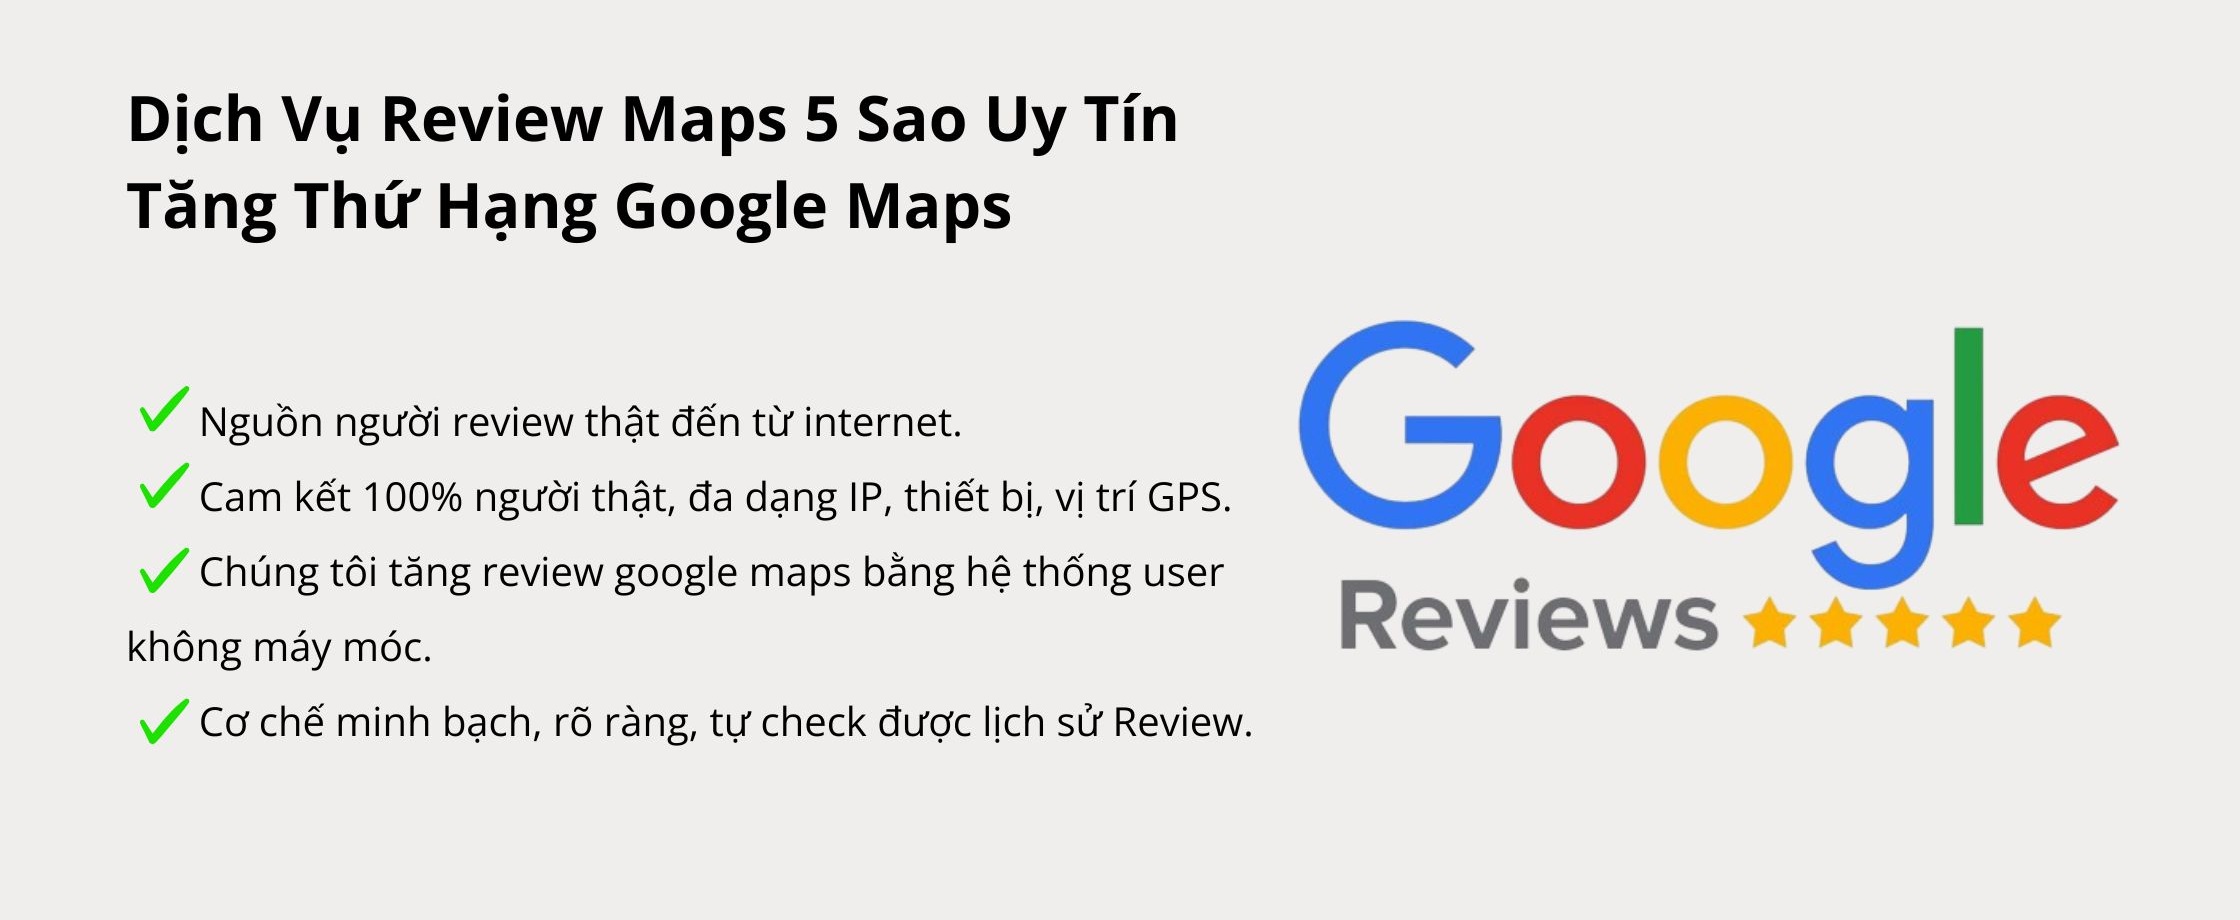 Dịch Vụ Review Maps 5 Sao Uy Tín
Tăng Thứ Hạng Google Maps
Nguồn người review thật đến từ internet.
Cam kết 100% người thật, đa dạng IP, thiết bị, vị trí GPS.
Chúng tôi tăng review google maps bằng hệ thống user
không máy móc.
Cơ chế minh bạch, rõ ràng, tự check được lịch sử Review.
Google
Reviews